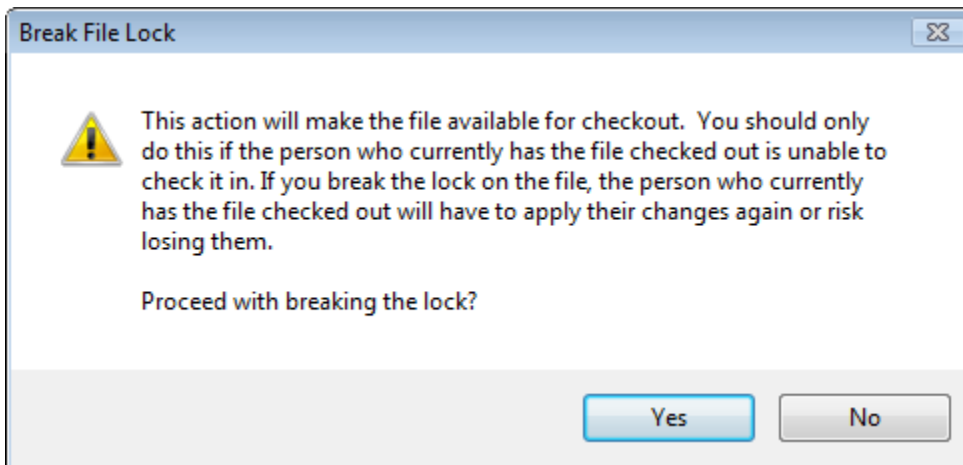 Break File Lock
This action will make the file available for checkout.  You should only
do this if the person who currently has the file checked out is unable to
check it in. If you break the lock on the file, the person who currently
has the file checked out will have to apply their changes again or risk
losing them.
Proceed with breaking the lock?
Yes
No